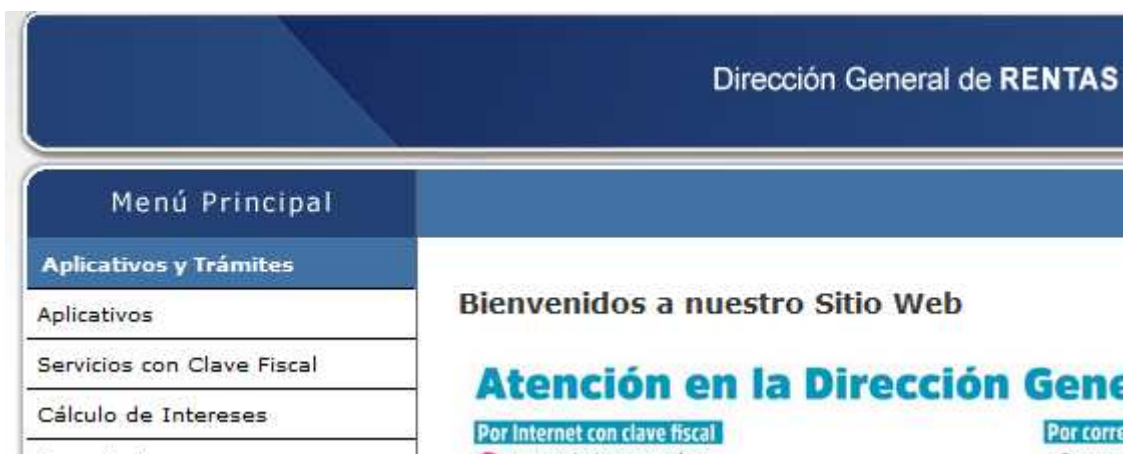 Dirección General de RENTAS
Menú Principal
Aplicativos y Trámites
Aplicativos
Servicios con Clave Fiscal
Cálculo de Intereses
Bienvenidos a nuestro Sitio Web
Atención en la Dirección Gene
Por Internet con clave fiscal
Por corre